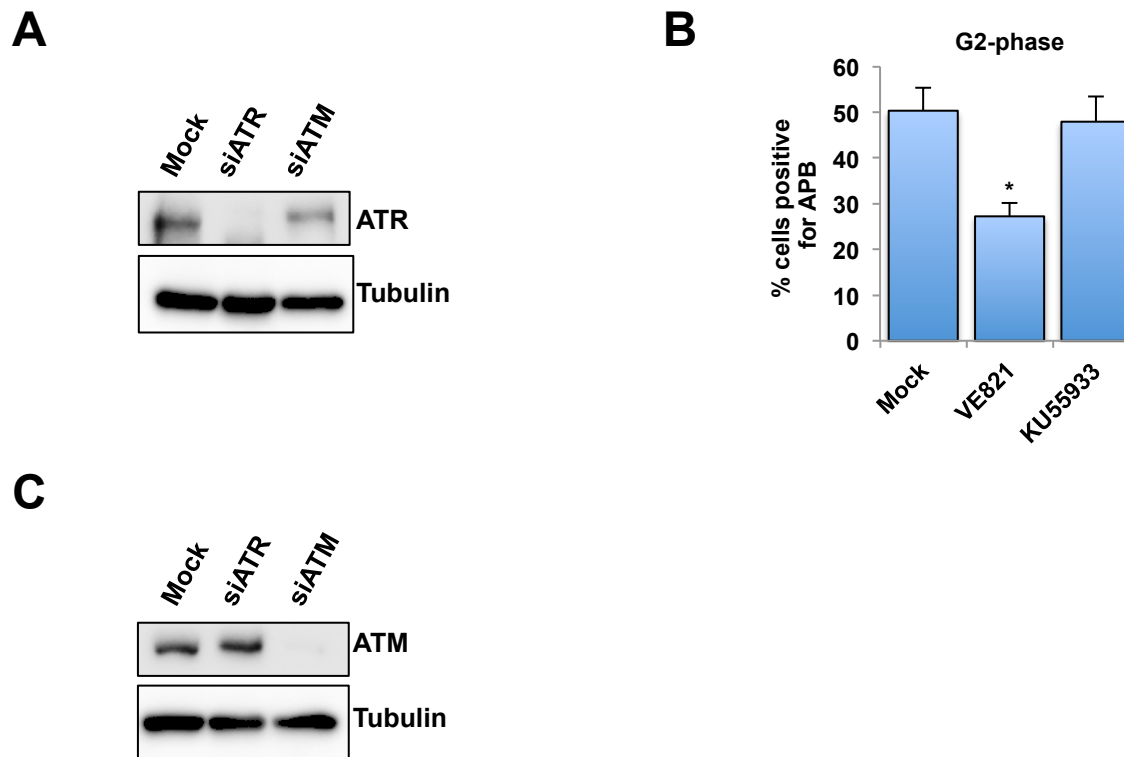 A
Mock
siATR
siATM
ATR
Tubulin
B
G2-phase
% cells positive
for APB
60
50
40
30
20
10
0
*
Mock
VE821
KU55933
C
Mock
siATR
siATM
ATM
Tubulin